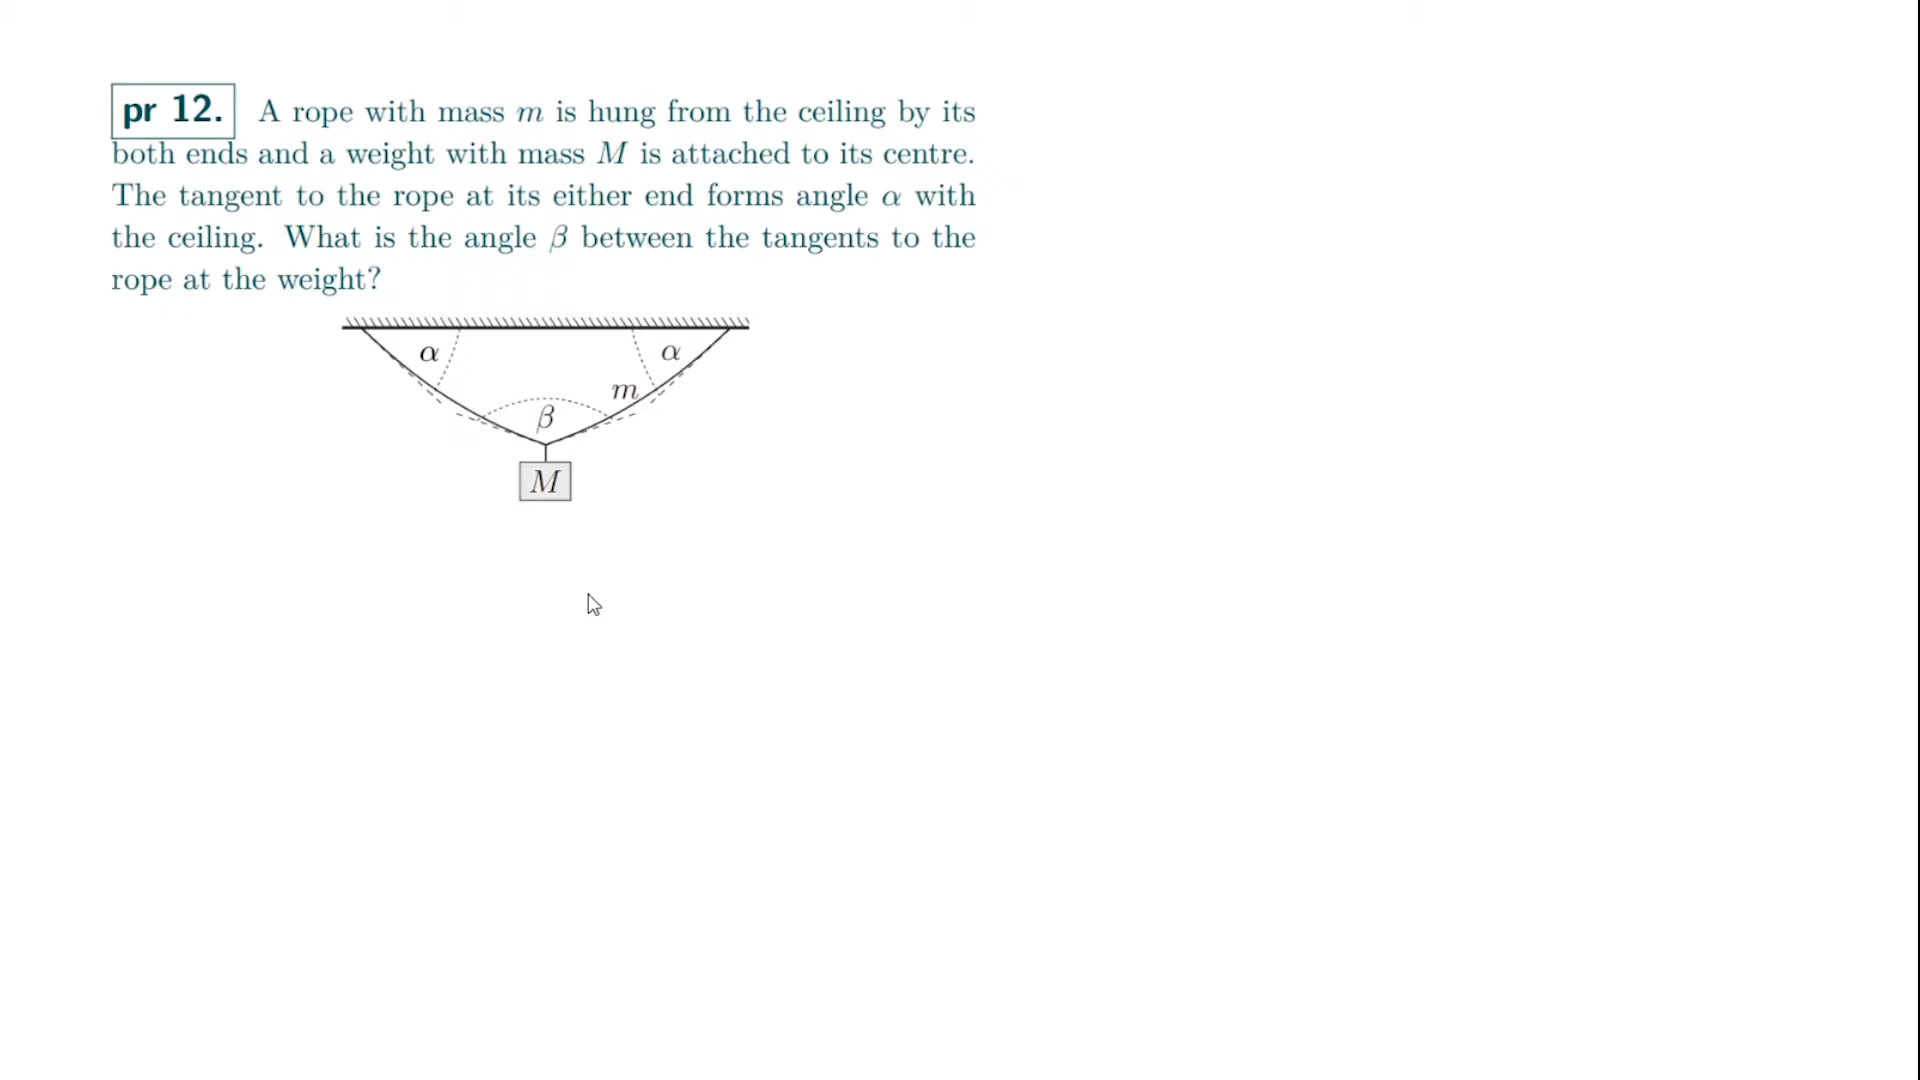 pr 12. A rope with mass m is hung from the ceiling by its
both ends and a weight with mass M is attached to its centre.
The tangent to the rope at its either end forms angle α with
the ceiling. What is the angle β between the tangents to the
rope at the weight?
α α
m
β
M